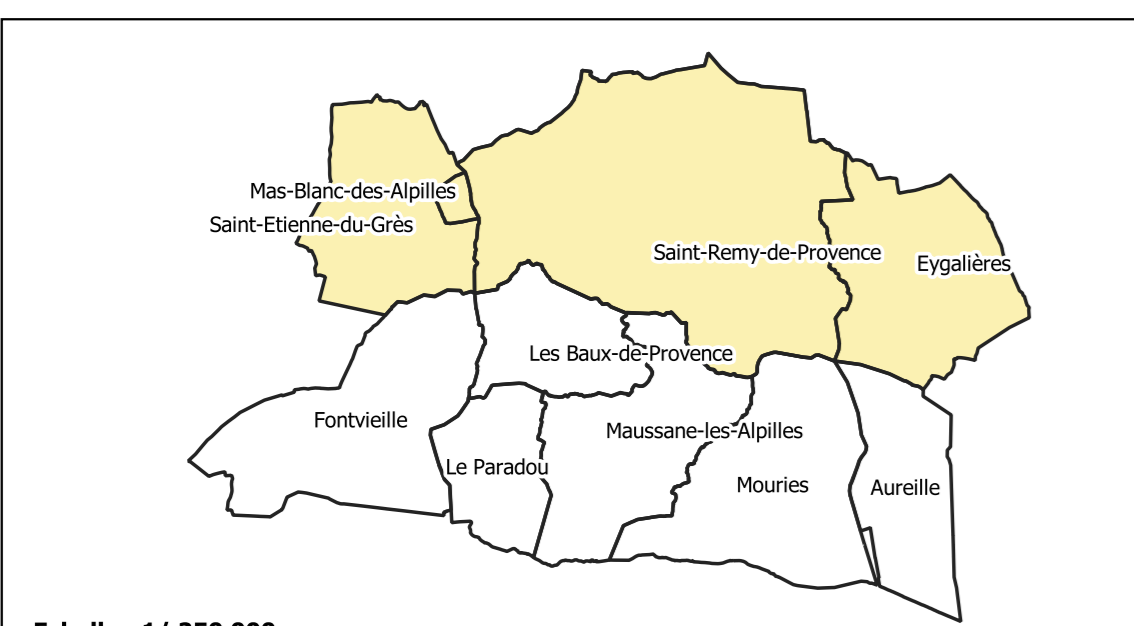 Mas-Blanc-des-Alpilles
Saint-Etienne-du-Grès
Saint-Remy-de-Provence
Eygalières
Les Baux-de-Provence
Fontvieille
Maussane-les-Alpilles
Le Paradou
Mouries
Aureille